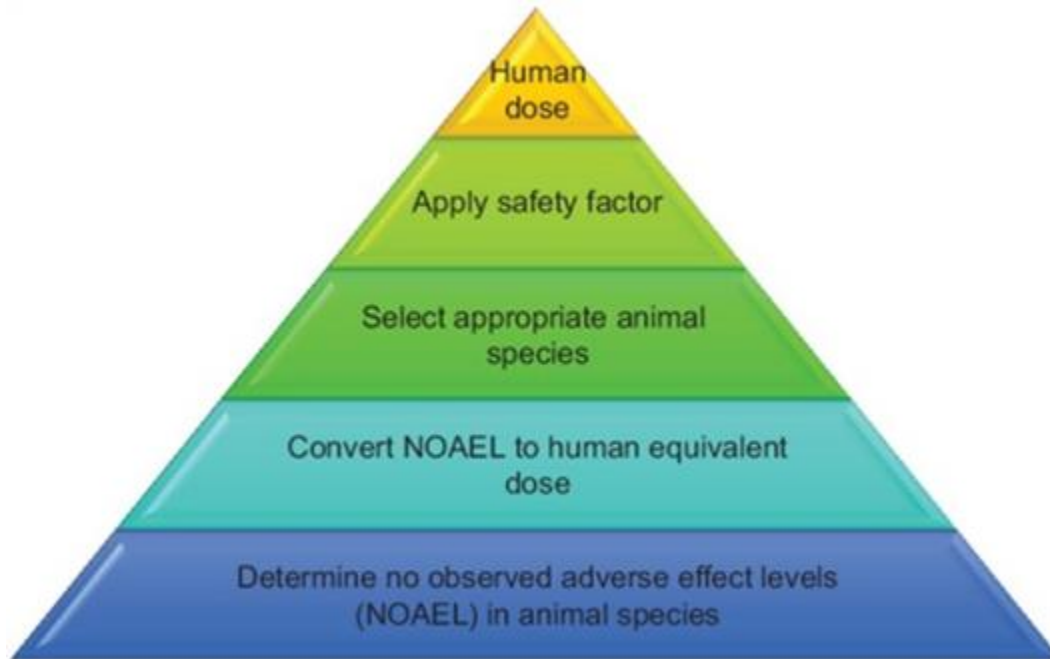 Human
dose
Apply safety factor
Select appropriate animal
species
Convert NOAEL to human equivalent
dose
Determine no observed adverse effect levels
(NOAEL) in animal species